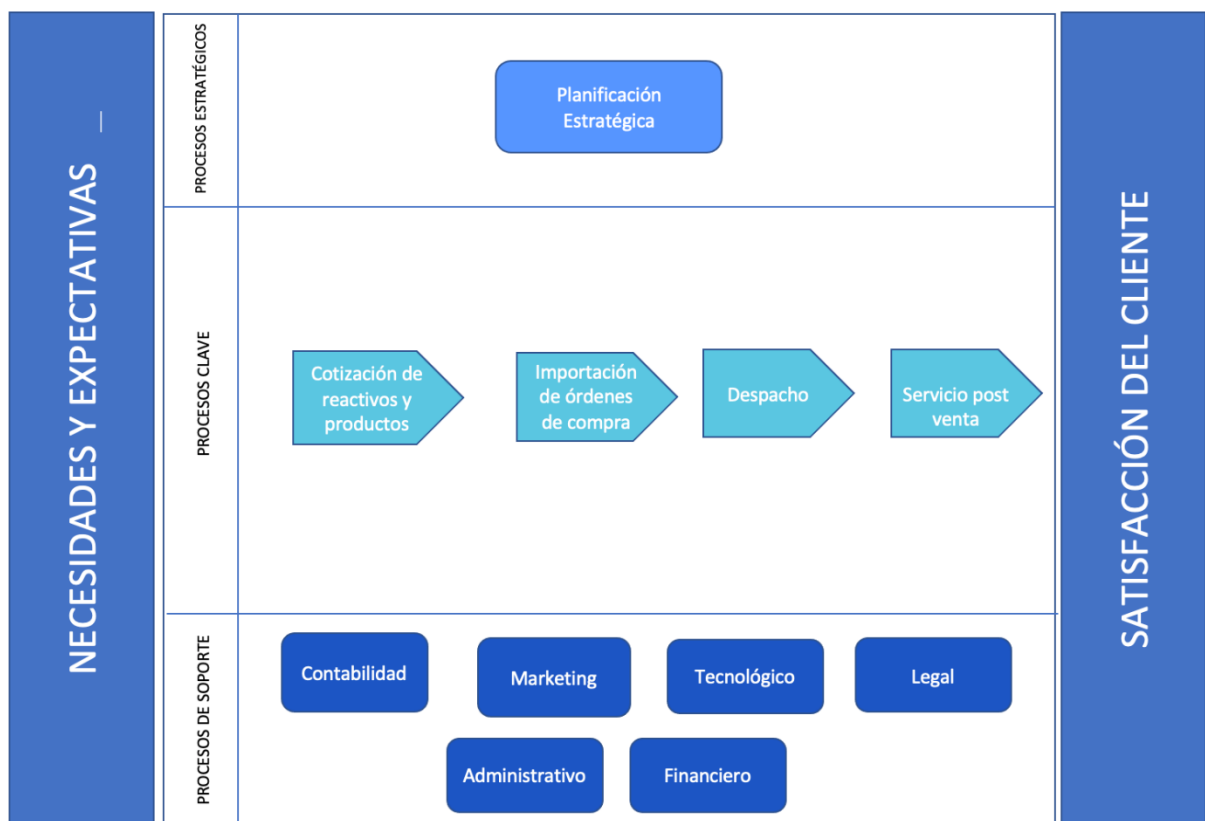 NECESIDADES Y EXPECTATIVAS _
PROCESOS ESTRATÉGICOS
Planificación
Estratégica
PROCESOS CLAVE
Cotización de
reactivos y
productos
Importación
de órdenes
de compra
Despacho
Servicio post
venta
PROCESOS DE SOPORTE
Contabilidad
Marketing
Tecnológico
Legal
Administrativo
Financiero
SATISFACCIÓN DEL CLIENTE